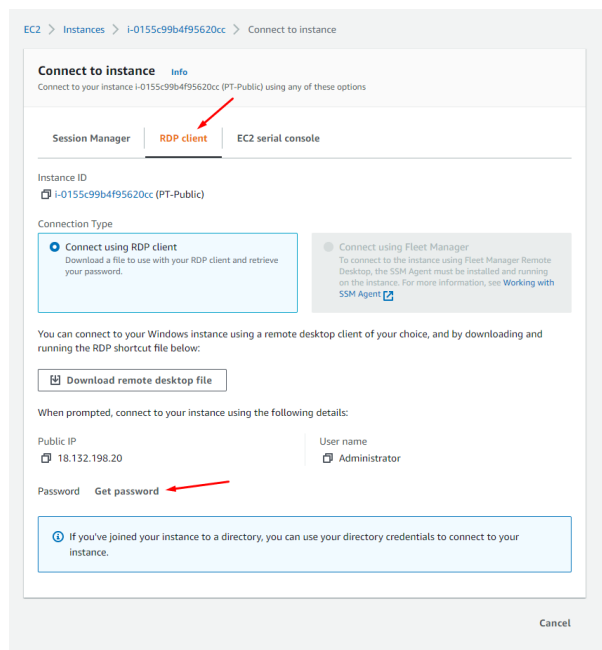 EC2 > Instances > i-0155c99b4f95620cc > Connect to instance
Connect to instance Info
Connect to your instance i-0155c99b4f95620cc (PT-Public) using any of these options
Session Manager RDP client EC2 serial console
Instance ID
i-0155c99b4f95620cc (PT-Public)
Connection Type
Connect using RDP client
Download a file to use with your RDP client and retrieve
your password.
Connect using Fleet Manager
To connect to the instance using Fleet Manager Remote
Desktop, the SSM Agent must be installed and running
on the instance. For more information, see Working with
SSM Agent
You can connect to your Windows instance using a remote desktop client of your choice, and by downloading and
running the RDP shortcut file below:
Download remote desktop file
When prompted, connect to your instance using the following details:
Public IP
18.132.198.20
User name
Administrator
Password Get password
If you've joined your instance to a directory, you can use your directory credentials to connect to your
instance.
Cancel